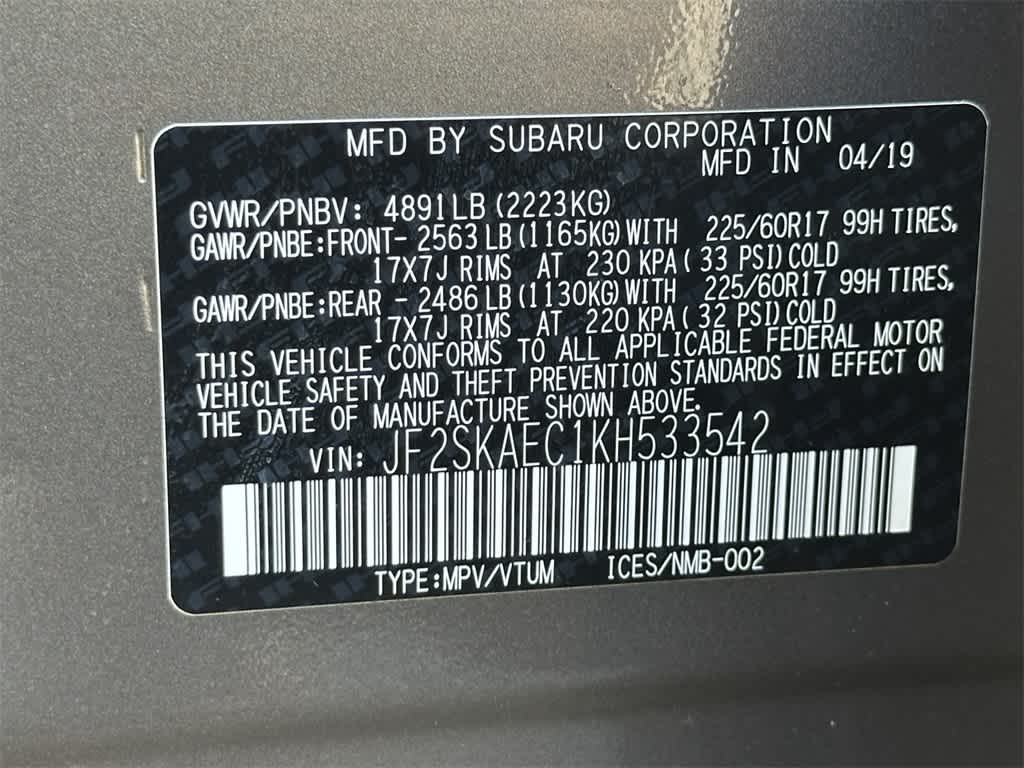 MFD BY SUBARU CORPORATION
MFD IN 04/19
GVWR/PNBV: 4891LB (2223KG)
GAWR/PNBE:FRONT- 2563 LB (1165KG) WITH 225/60R17 99H TIRES,
17X7J RIMS AT 230 KPA( 33 PSI) COLD
GAWR/PNBE:REAR - 2486 LB (1130KG) WITH 225/60R17 99H TIRES,
17X7J RIMS AT 220 KPA( 32 PSI) COLD
THIS VEHICLE CONFORMS TO ALL APPLICABLE FEDERAL MOTOR
VEHICLE SAFETY AND THEFT PREVENTION STANDARDS IN EFFECT ON
THE DATE OF MANUFACTURE SHOWN ABOVE.
VIN: JF2SKAEC1KH533542
TYPE:MPV/VTUM ICES/NMB-002